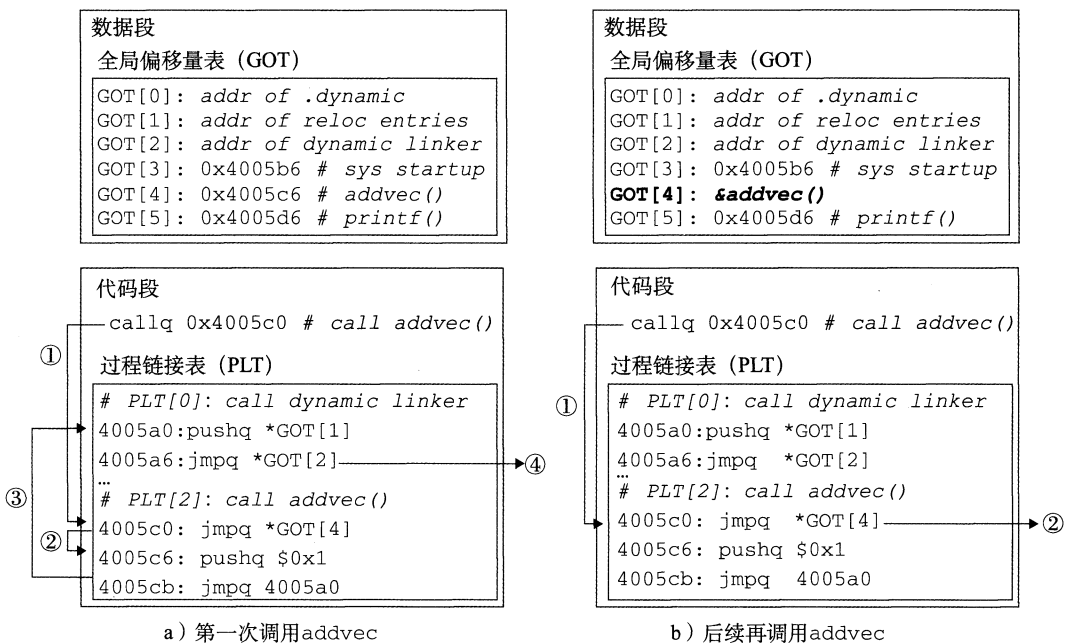 数据段
全局偏移量表（GOT）
GOT[0]: addr of .dynamic
GOT[1]: addr of reloc entries
GOT[2]: addr of dynamic linker
GOT[3]: 0x4005b6 # sys startup
GOT[4]: 0x4005c6 # addvec()
GOT[5]: 0x4005d6 # printf()
代码段
callq 0x4005c0 # call addvec()
①
过程链接表（PLT）
# PLT[0]: call dynamic linker
4005a0:pushq *GOT[1]
4005a6:jmpq *GOT[2]
④
…
③
# PLT[2]: call addvec()
4005c0: jmpq *GOT[4]
②
4005c6: pushq $0x1
4005cb: jmpq 4005a0
a）第一次调用addvec
数据段
全局偏移量表（GOT）
GOT[0]: addr of .dynamic
GOT[1]: addr of reloc entries
GOT[2]: addr of dynamic linker
GOT[3]: 0x4005b6 # sys startup
GOT[4]: &addvec()
GOT[5]: 0x4005d6 # printf()
代码段
callq 0x4005c0 # call addvec()
过程链接表（PLT）
①
# PLT[0]: call dynamic linker
4005a0:pushq *GOT[1]
4005a6:jmpq *GOT[2]
…
# PLT[2]: call addvec()
4005c0: jmpq *GOT[4]
②
4005c6: pushq $0x1
4005cb: jmpq 4005a0
b）后续再调用addvec